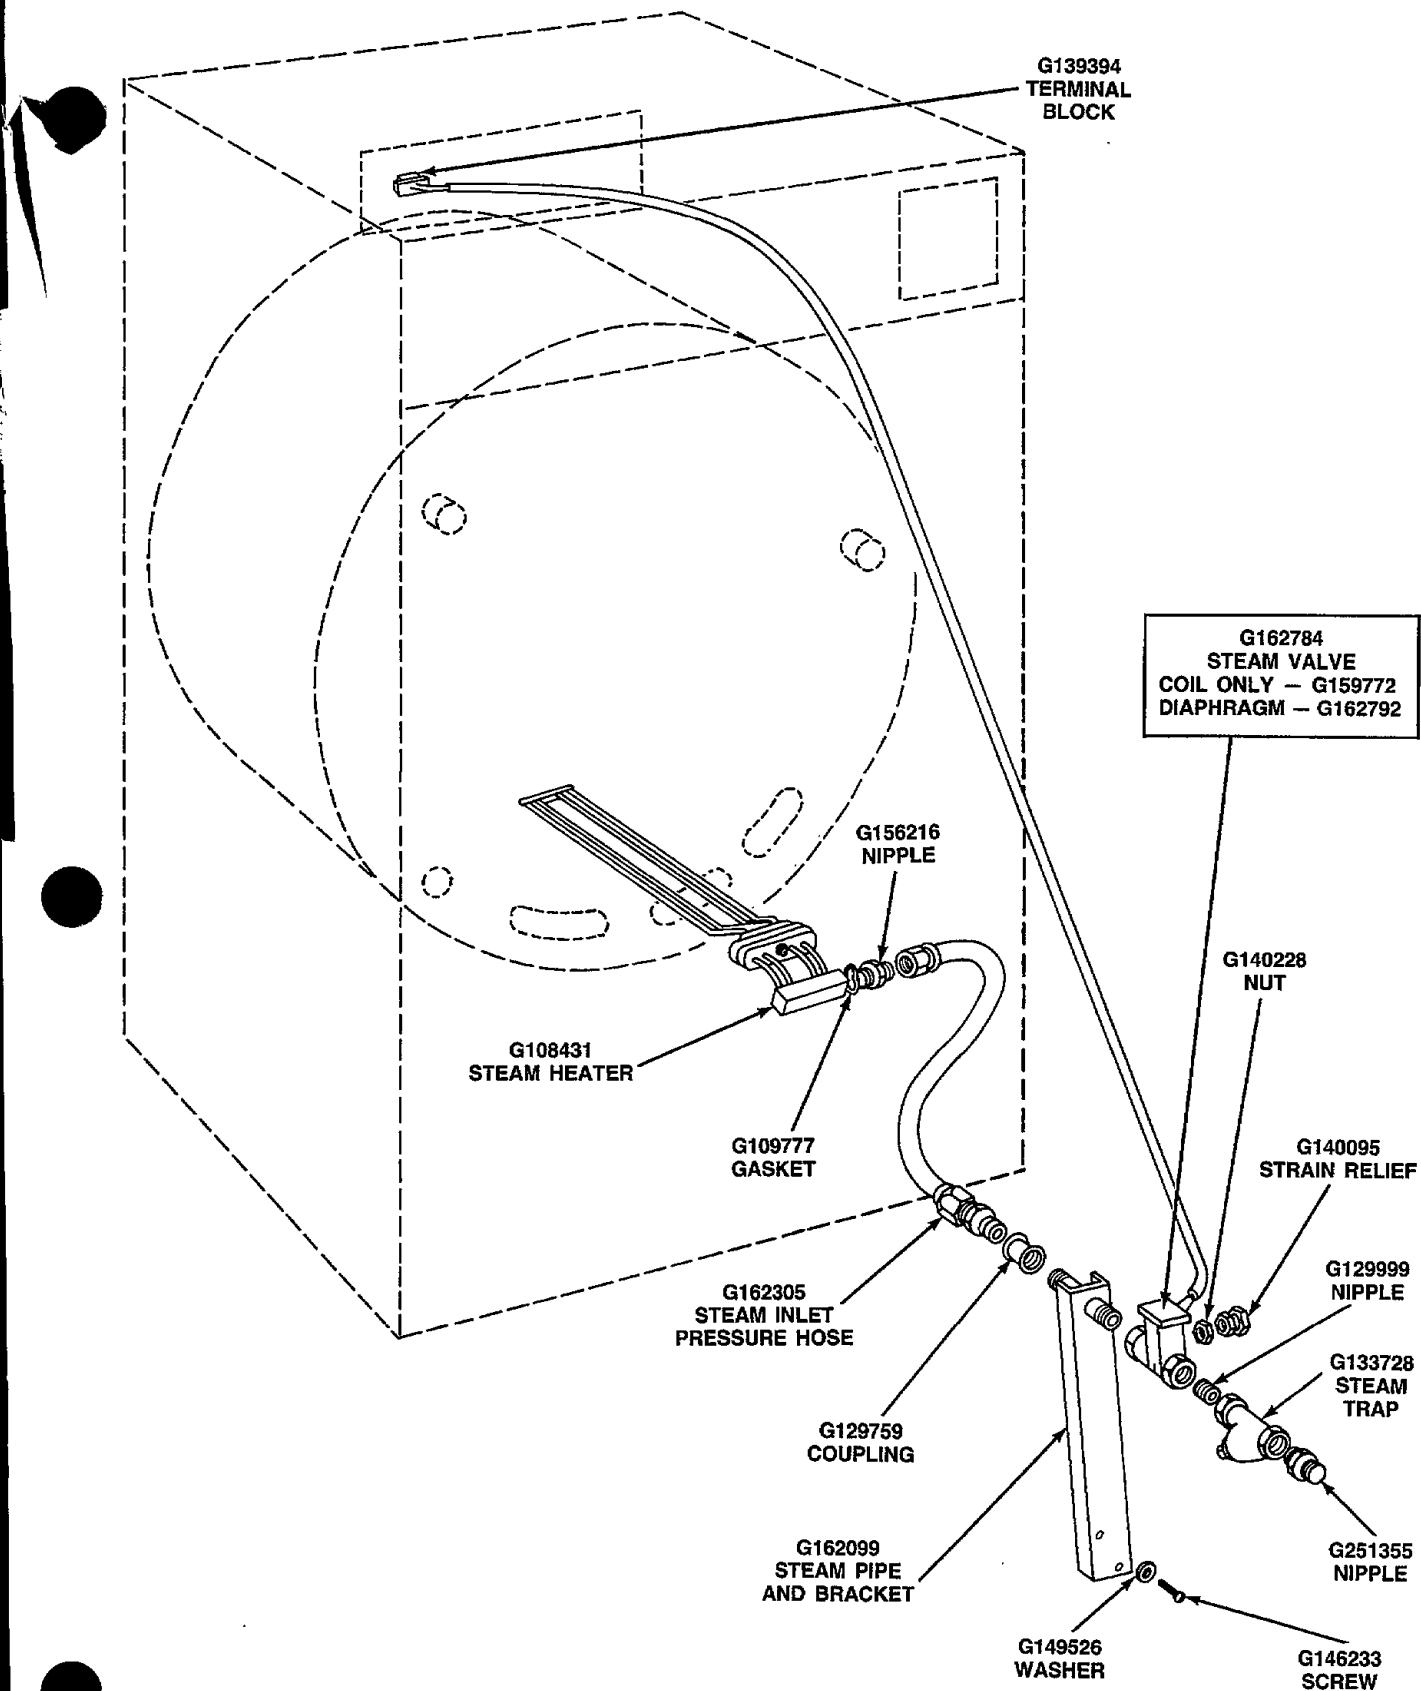 G139394
TERMINAL
BLOCK
G162784
STEAM VALVE
COIL ONLY — G159772
DIAPHRAGM — G162792
G156216
NIPPLE
G140228
NUT
G108431
STEAM HEATER
G109777
GASKET
G140095
STRAIN RELIEF
G129999
NIPPLE
G162305
STEAM INLET
PRESSURE HOSE
G133728
STEAM
TRAP
G129759
COUPLING
G162099
STEAM PIPE
AND BRACKET
G251355
NIPPLE
G149526
WASHER
G146233
SCREW